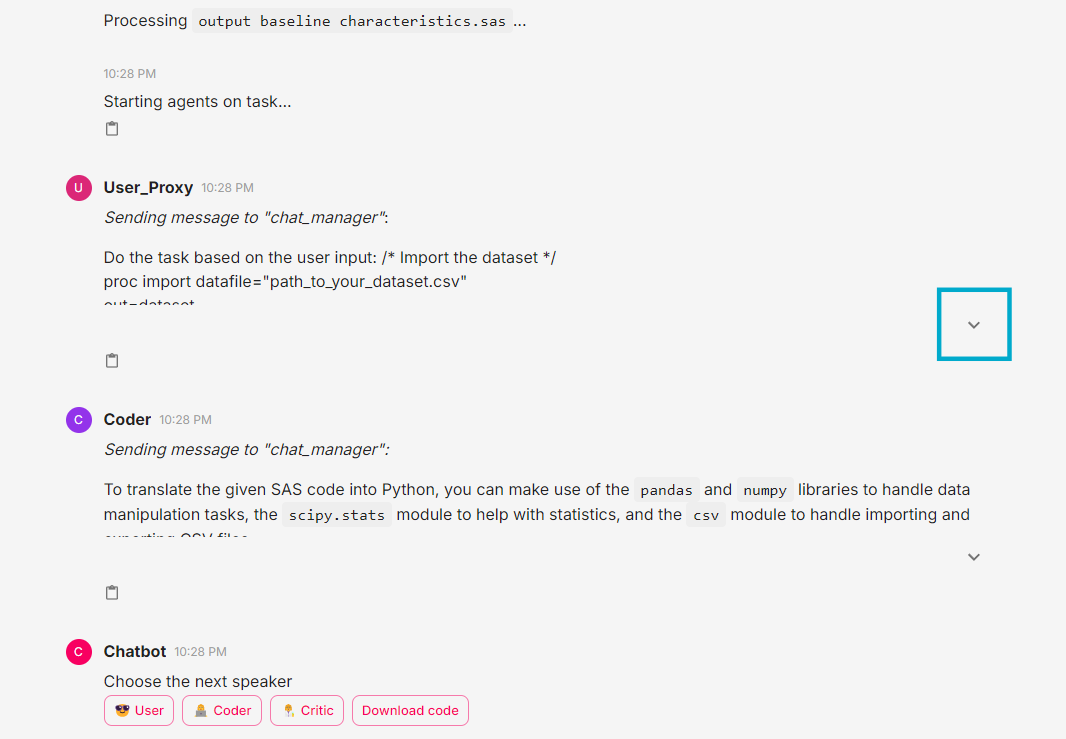 Processing output baseline characteristics.sas ...
10:28 PM
Starting agents on task...
U User_Proxy 10:28 PM
Sending message to "chat_manager":
Do the task based on the user input: /* Import the dataset */
proc import datafile="path_to_your_dataset.csv"
out=dataset
C Coder 10:28 PM
Sending message to "chat_manager":
To translate the given SAS code into Python, you can make use of the pandas and numpy libraries to handle data
manipulation tasks, the scipy.stats module to help with statistics, and the csv module to handle importing and
exporting CSV files.
C Chatbot 10:28 PM
Choose the next speaker
User Coder Critic Download code